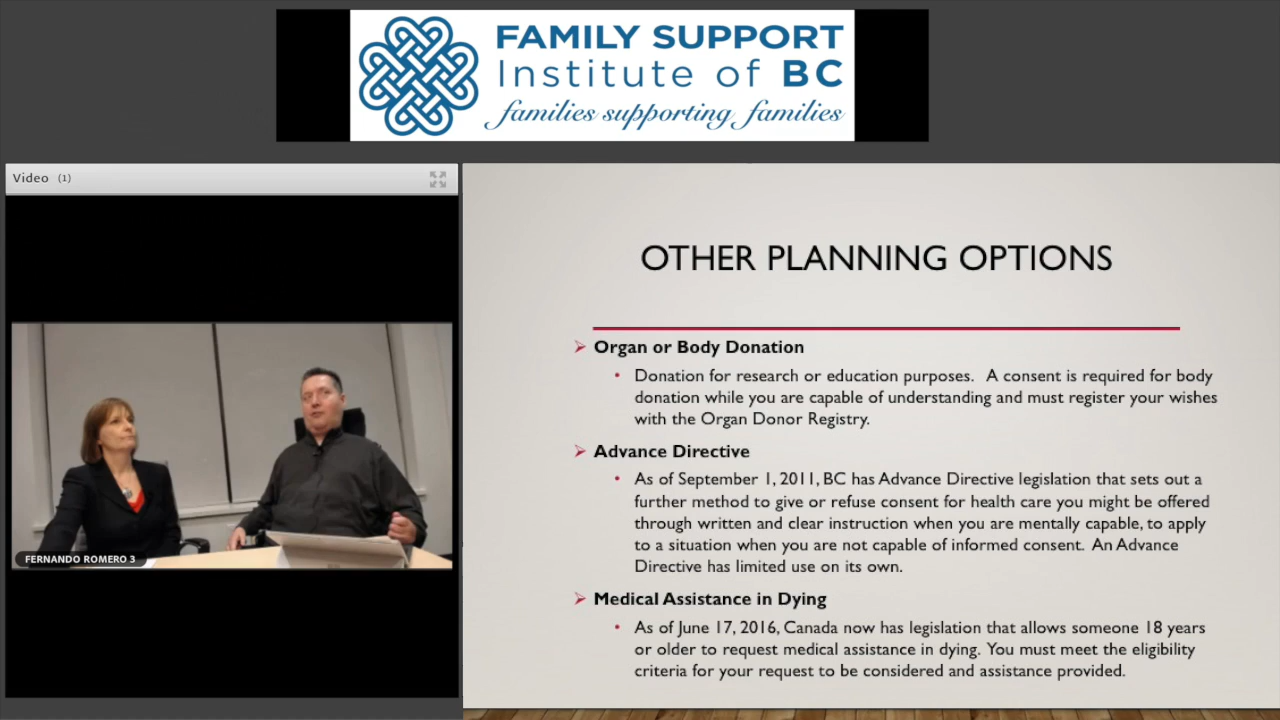 FAMILY SUPPORT
Institute of BC
families supporting families
Video (1)
FERNANDO ROMERO 3
OTHER PLANNING OPTIONS
Organ or Body Donation
Donation for research or education purposes. A consent is required for body
donation while you are capable of understanding and must register your wishes
with the Organ Donor Registry.
Advance Directive
As of September 1, 2011, BC has Advance Directive legislation that sets out a
further method to give or refuse consent for health care you might be offered
through written and clear instruction when you are mentally capable, to apply
to a situation when you are not capable of informed consent. An Advance
Directive has limited use on its own.
Medical Assistance in Dying
As of June 17, 2016, Canada now has legislation that allows someone 18 years
or older to request medical assistance in dying. You must meet the eligibility
criteria for your request to be considered and assistance provided.